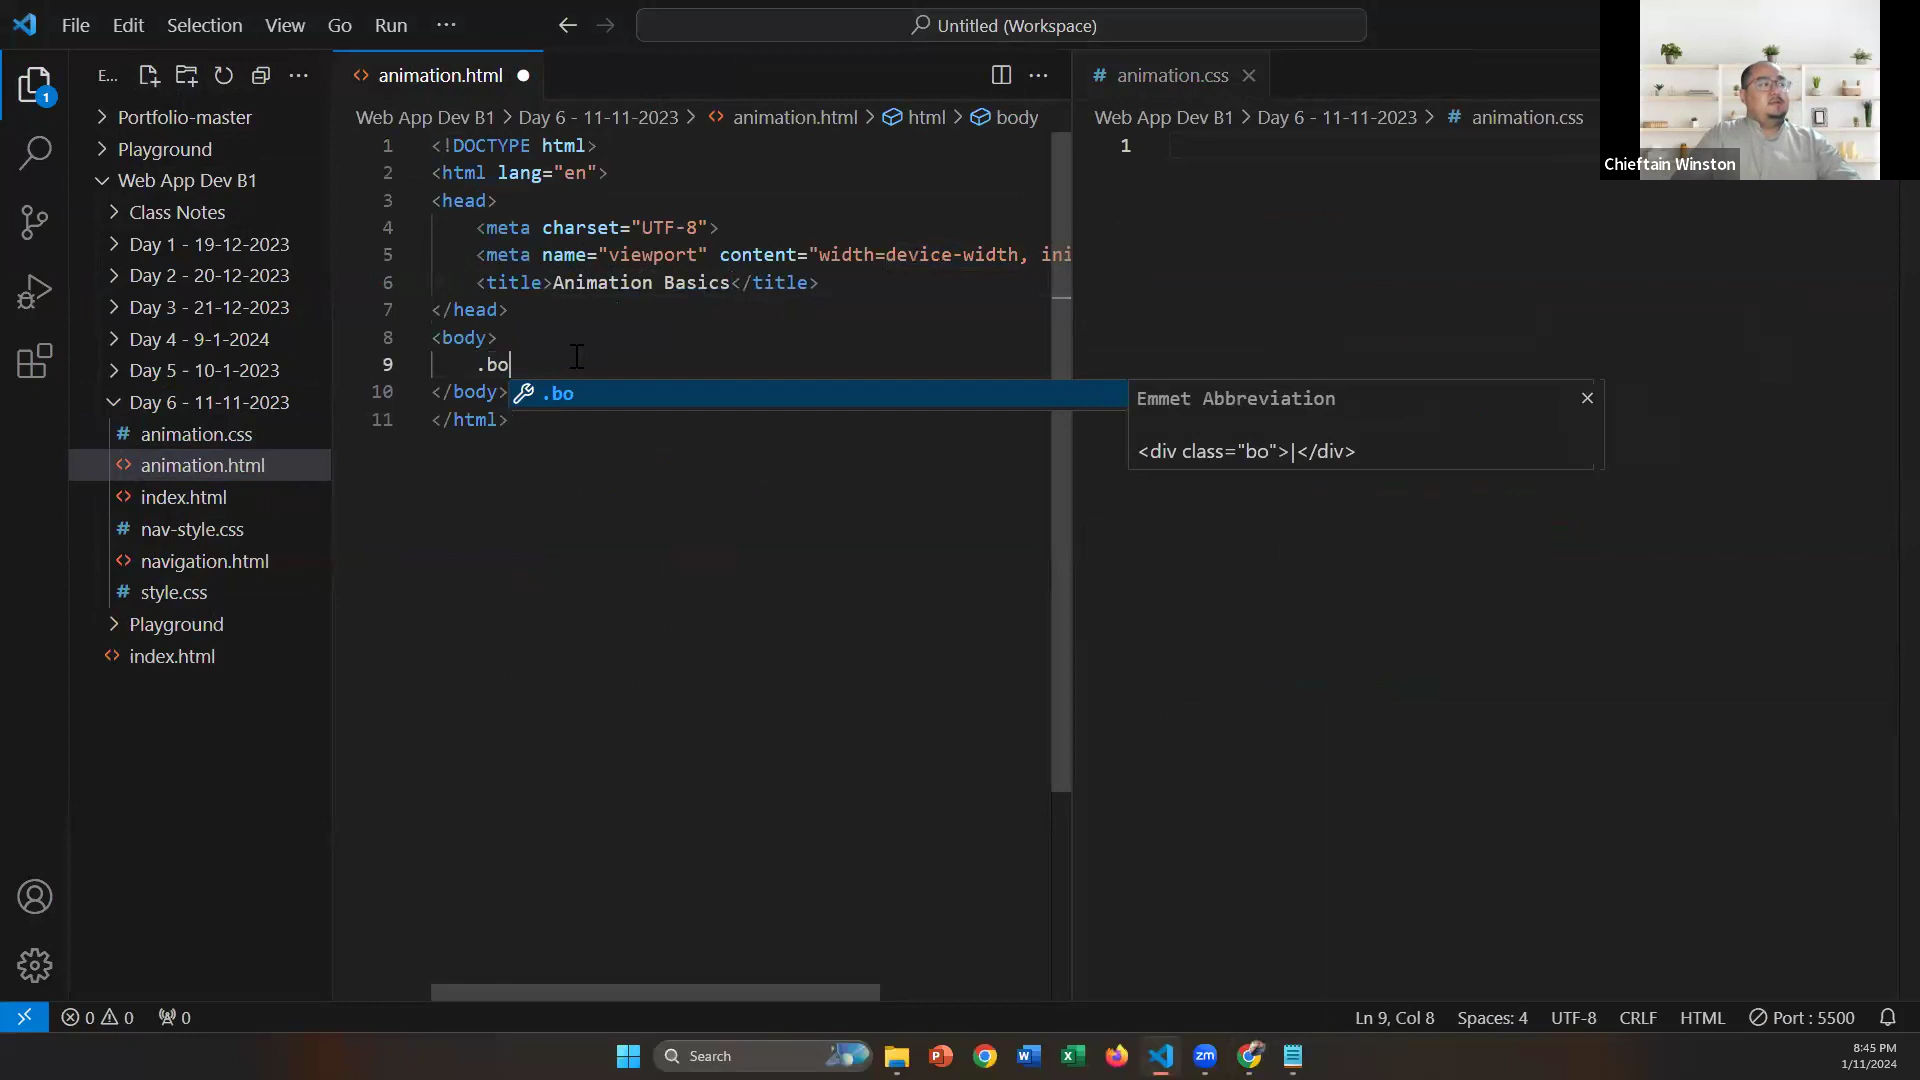 File Edit Selection View Go Run ··· Untitled (Workspace)
E...
Portfolio-master
Playground
Web App Dev B1
Class Notes
Day 1 - 19-12-2023
Day 2 - 20-12-2023
Day 3 - 21-12-2023
Day 4 - 9-1-2024
Day 5 - 10-1-2023
Day 6 - 11-11-2023
# animation.css
<> animation.html
<> index.html
# nav-style.css
<> navigation.html
# style.css
Playground
<> index.html
1
<> animation.html
Web App Dev B1 > Day 6 - 11-11-2023 > <> animation.html > html > body
1 <!DOCTYPE html>
2 <html lang="en">
3 <head>
4 <meta charset="UTF-8">
5 <meta name="viewport" content="width=device-width, ini
6 <title>Animation Basics</title>
7 </head>
8 <body>
9 .bo
10 </body>
11 </html>
.bo
Emmet Abbreviation
<div class="bo">|</div>
# animation.css
Web App Dev B1 > Day 6 - 11-11-2023 > # animation.css
1
Chieftain Winston
0 0 0
Ln 9, Col 8 Spaces: 4 UTF-8 CRLF HTML Port : 5500
Search
zm
8:45 PM
1/11/2024